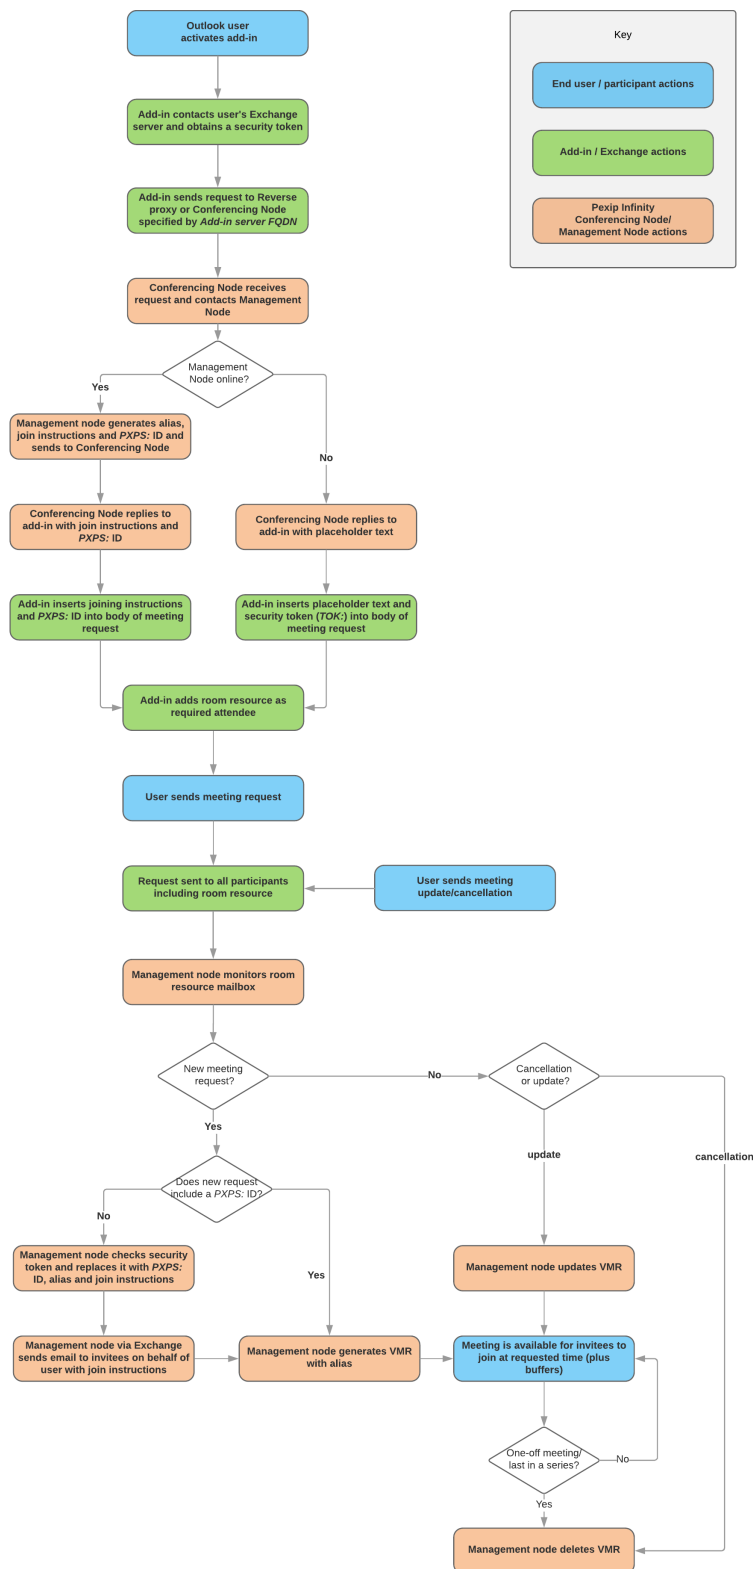 Outlook user
activates add-in
Key
End user / participant actions
Add-in / Exchange actions
Pexip Infinity
Conferencing Node/
Management Node actions
Add-in contacts user's Exchange
server and obtains a security token
Add-in sends request to Reverse
proxy or Conferencing Node
specified by Add-in server FQDN
Conferencing Node receives
request and contacts Management
Node
Management
Node online?
Yes
No
Management node generates alias,
join instructions and PXPS: ID and
sends to Conferencing Node
Conferencing Node replies to
add-in with join instructions and
PXPS: ID
Conferencing Node replies to
add-in with placeholder text
Add-in inserts joining instructions
and PXPS: ID into body of meeting
request
Add-in inserts placeholder text and
security token (TOK:) into body of
meeting request
Add-in adds room resource as
required attendee
User sends meeting request
Request sent to all participants
including room resource
User sends meeting
update/cancellation
Management node monitors room
resource mailbox
New meeting
request?
No
Cancellation
or update?
Yes
update
cancellation
Does new request
include a PXPS: ID?
No
Yes
Management node checks security
token and replaces it with PXPS:
ID, alias and join instructions
Management node updates VMR
Management node via Exchange
sends email to invitees on behalf of
user with join instructions
Management node generates VMR
with alias
Meeting is available for invitees to
join at requested time (plus
buffers)
One-off meeting/
last in a series?
No
Yes
Management node deletes VMR